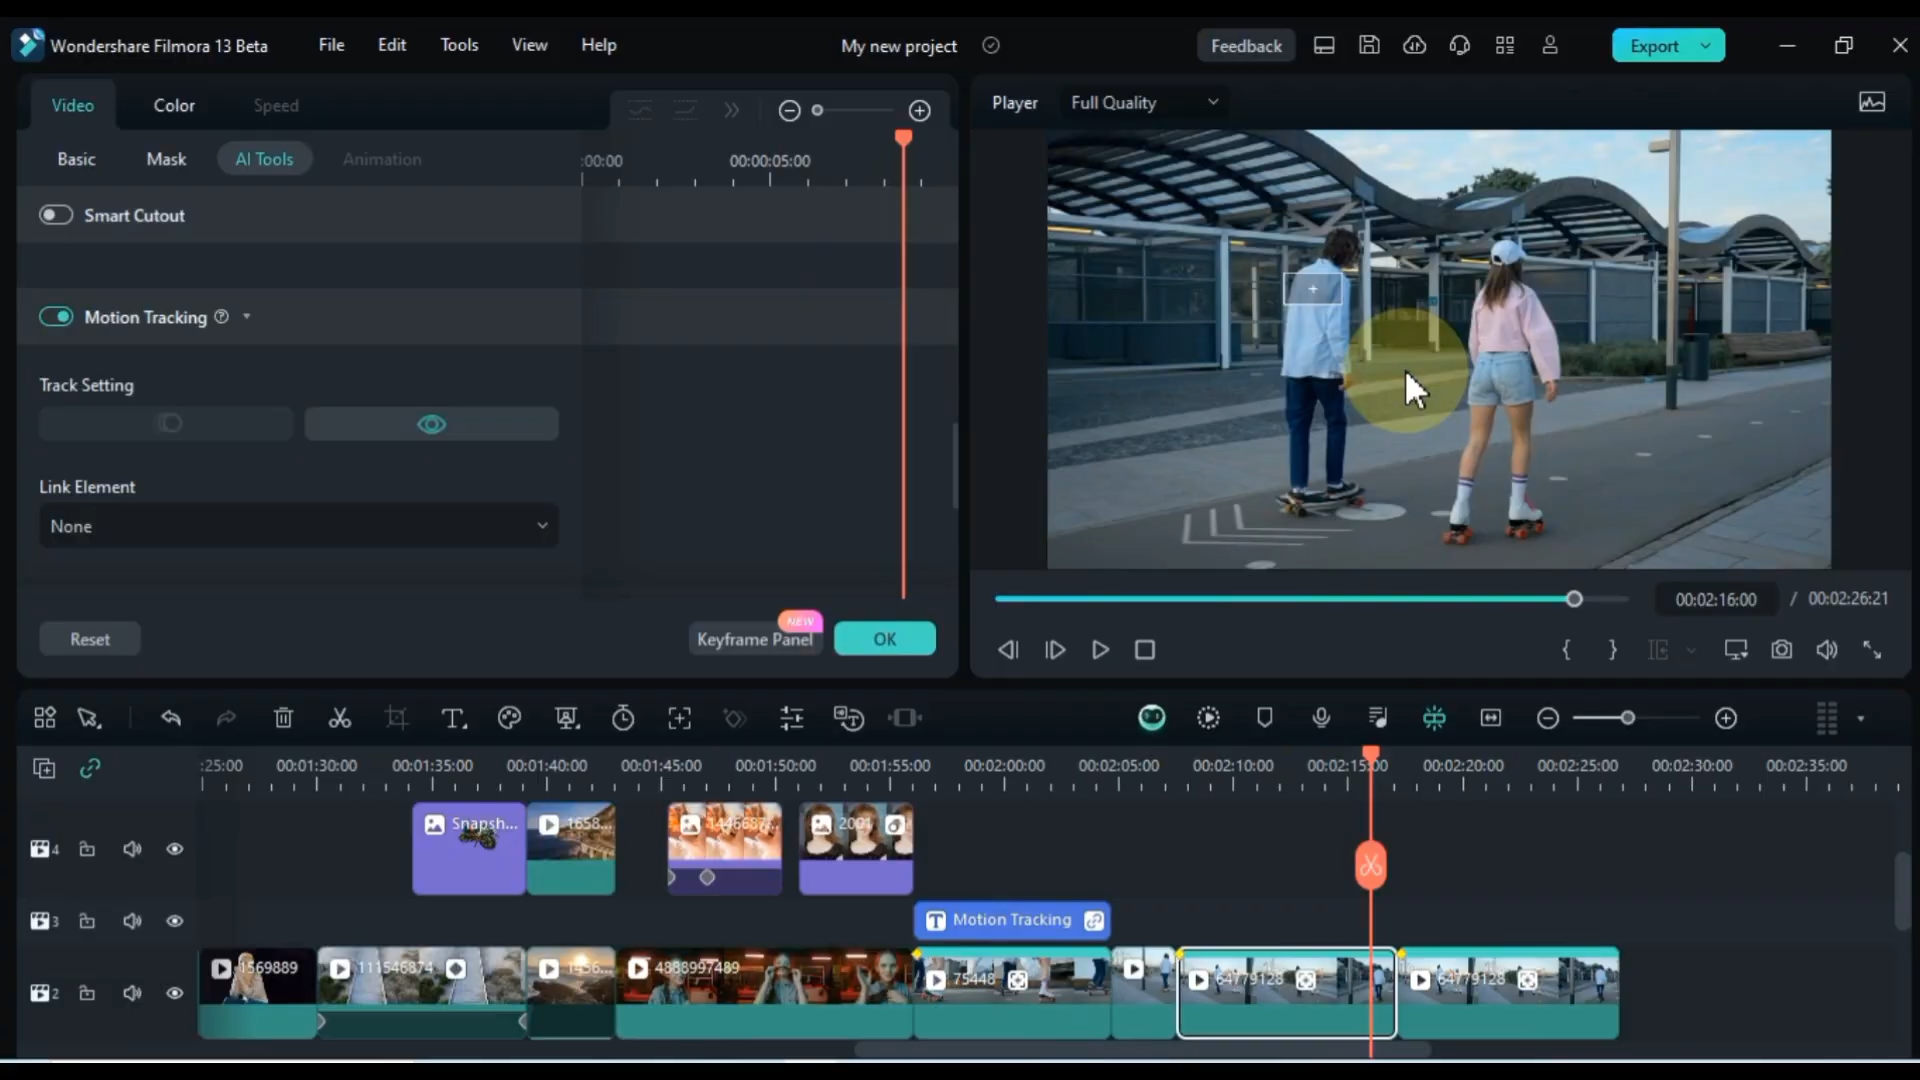 Wondershare Filmora 13 Beta
File
Edit
Tools
View
Help
My new project
Feedback
Export
Video
Color
Speed
Player
Full Quality
Basic
Mask
AI Tools
Animation
:00:00
00:00:05:00
Smart Cutout
Motion Tracking
Track Setting
Link Element
None
Reset
NEW
Keyframe Panel
OK
00:02:16:00 / 00:02:26:21
:25:00
00:01:30:00
00:01:35:00
00:01:40:00
00:01:45:00
00:01:50:00
00:01:55:00
00:02:00:00
00:02:05:00
00:02:10:00
00:02:15:00
00:02:20:00
00:02:25:00
00:02:30:00
00:02:35:00
4
Snapsh...
1658...
2001
3
Motion Tracking
2
1569889
111546874
1456...
4888997489
75448
64779128
64779128